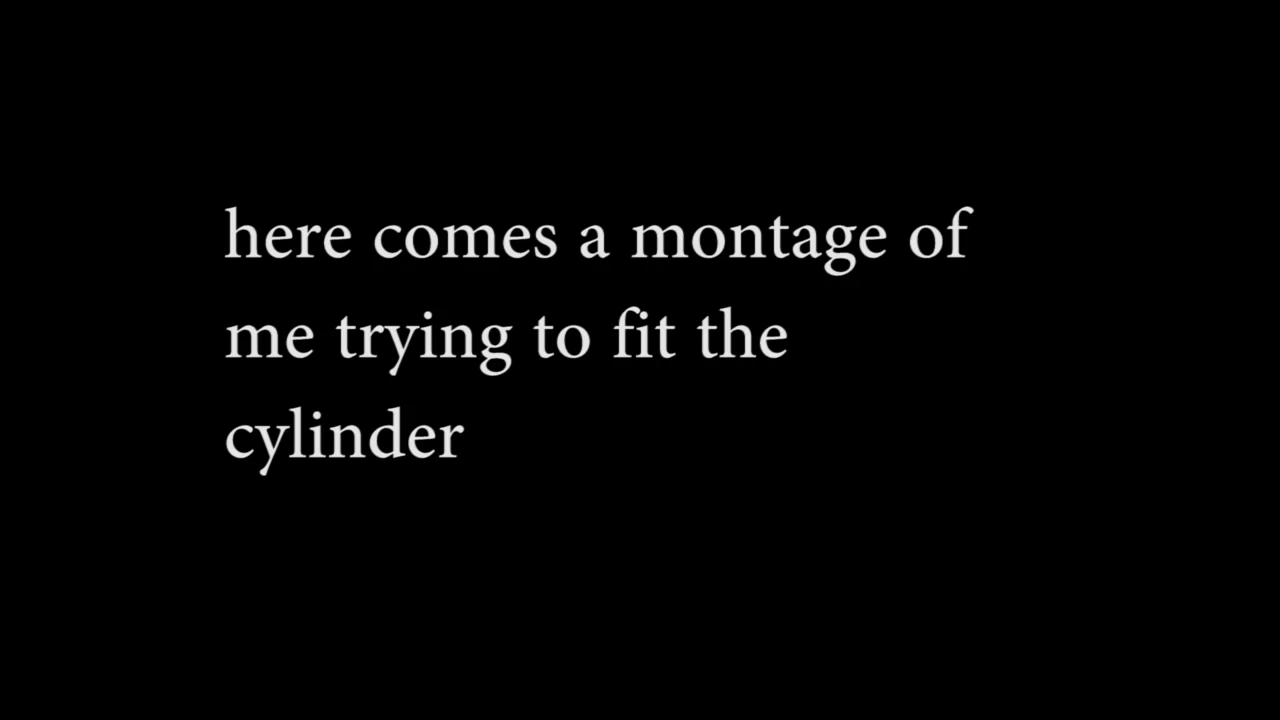 here comes a montage of
me trying to fit the
cylinder